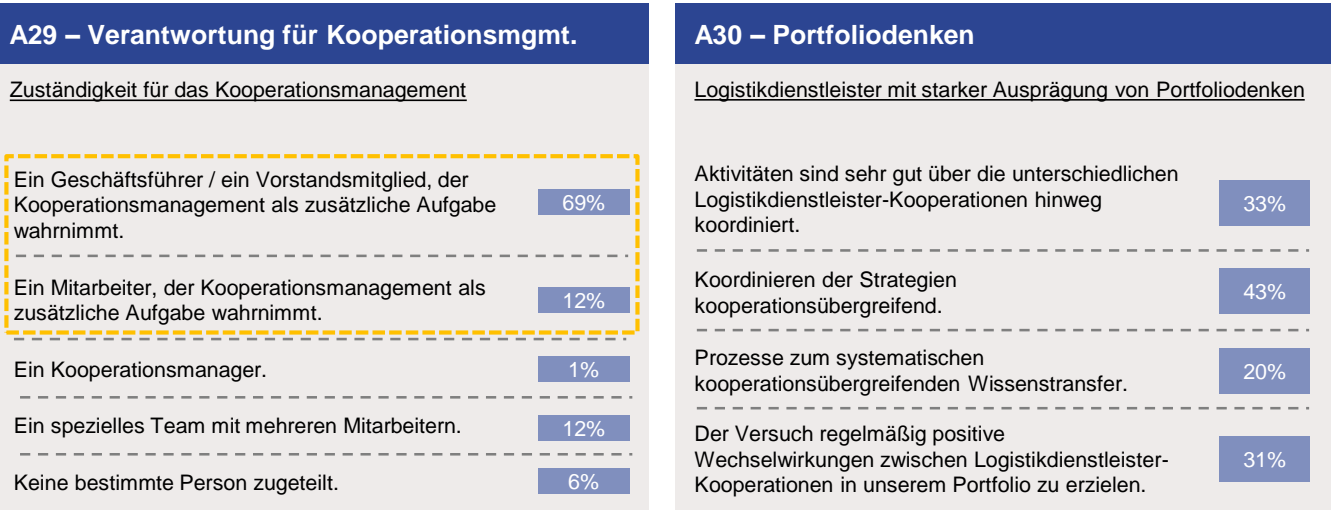 A29 – Verantwortung für Kooperationsmgmt.
Zuständigkeit für das Kooperationsmanagement
Ein Geschäftsführer / ein Vorstandsmitglied, der
Kooperationsmanagement als zusätzliche Aufgabe
wahrnimmt.
69%
Ein Mitarbeiter, der Kooperationsmanagement als
zusätzliche Aufgabe wahrnimmt.
12%
Ein Kooperationsmanager.
1%
Ein spezielles Team mit mehreren Mitarbeitern.
12%
Keine bestimmte Person zugeteilt.
6%
A30 – Portfoliodenken
Logistikdienstleister mit starker Ausprägung von Portfoliodenken
Aktivitäten sind sehr gut über die unterschiedlichen
Logistikdienstleister-Kooperationen hinweg
koordiniert.
33%
Koordinieren der Strategien
kooperationsübergreifend.
43%
Prozesse zum systematischen
kooperationsübergreifenden Wissenstransfer.
20%
Der Versuch regelmäßig positive
Wechselwirkungen zwischen Logistikdienstleister-
Kooperationen in unserem Portfolio zu erzielen.
31%